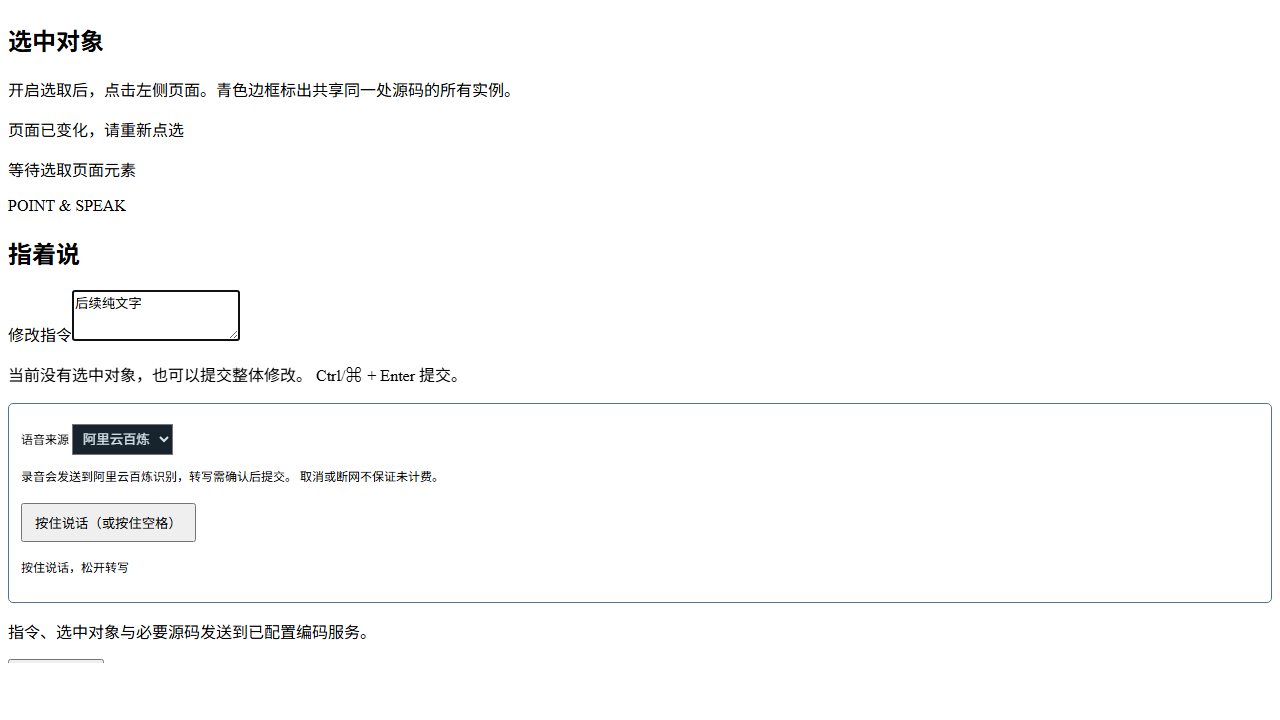 选中对象
开启选取后，点击左侧页面。青色边框标出共享同一处源码的所有实例。
页面已变化，请重新点选
等待选取页面元素
POINT & SPEAK
指着说
修改指令 后续纯文字
当前没有选中对象，也可以提交整体修改。 Ctrl/⌘ + Enter 提交。
语音来源 阿里云百炼
录音会发送到阿里云百炼识别，转写需确认后提交。 取消或断网不保证未计费。
按住说话（或按住空格）
按住说话，松开转写
指令、选中对象与必要源码发送到已配置编码服务。